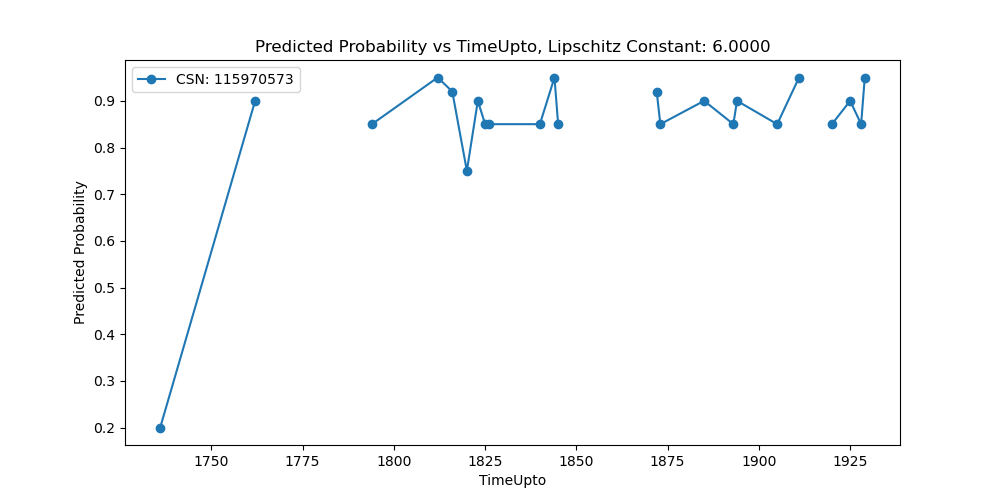 Predicted Probability vs TimeUpto, Lipschitz Constant: 6.0000
CSN: 115970573
Predicted Probability
0.9
0.8
0.7
0.6
0.5
0.4
0.3
0.2
1750 1775 1800 1825 1850 1875 1900 1925
TimeUpto